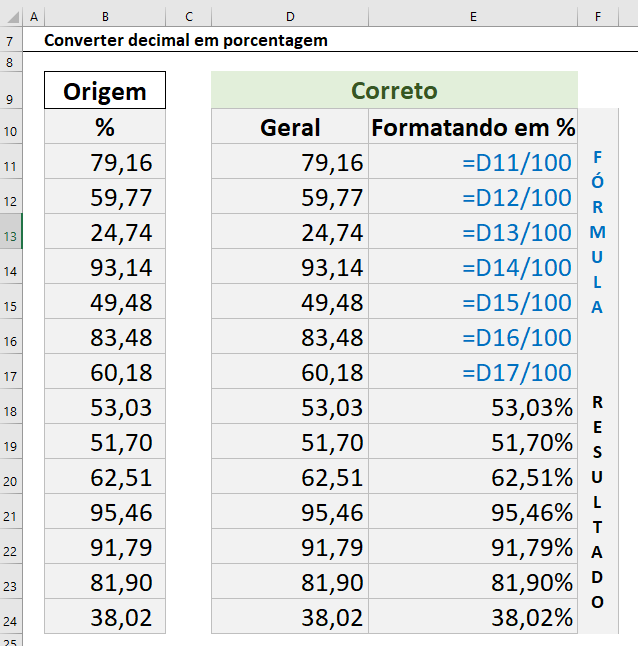 A B C D E F
7 Converter decimal em porcentagem
8
9 Origem Correto
10 % Geral Formatando em %
11 79,16 79,16 =D11/100
12 59,77 59,77 =D12/100
13 24,74 24,74 =D13/100
14 93,14 93,14 =D14/100
15 49,48 49,48 =D15/100
16 83,48 83,48 =D16/100
17 60,18 60,18 =D17/100
18 53,03 53,03 53,03%
19 51,70 51,70 51,70%
20 62,51 62,51 62,51%
21 95,46 95,46 95,46%
22 91,79 91,79 91,79%
23 81,90 81,90 81,90%
24 38,02 38,02 38,02%
25
FÓRMULA
RESULTADO